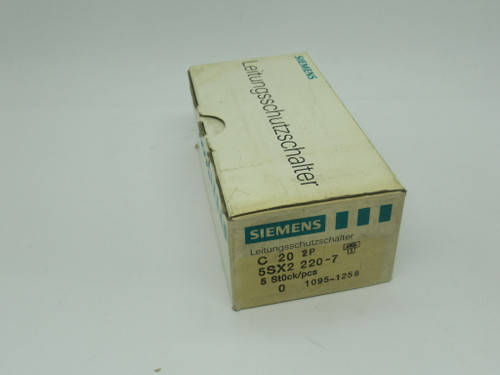 SIEMENS
Leitungsschutzschalter
SIEMENS
Leitungsschutzschalter
C 20 2P
5SX2 220-7
5 Stück/pcs
0 1095-1258